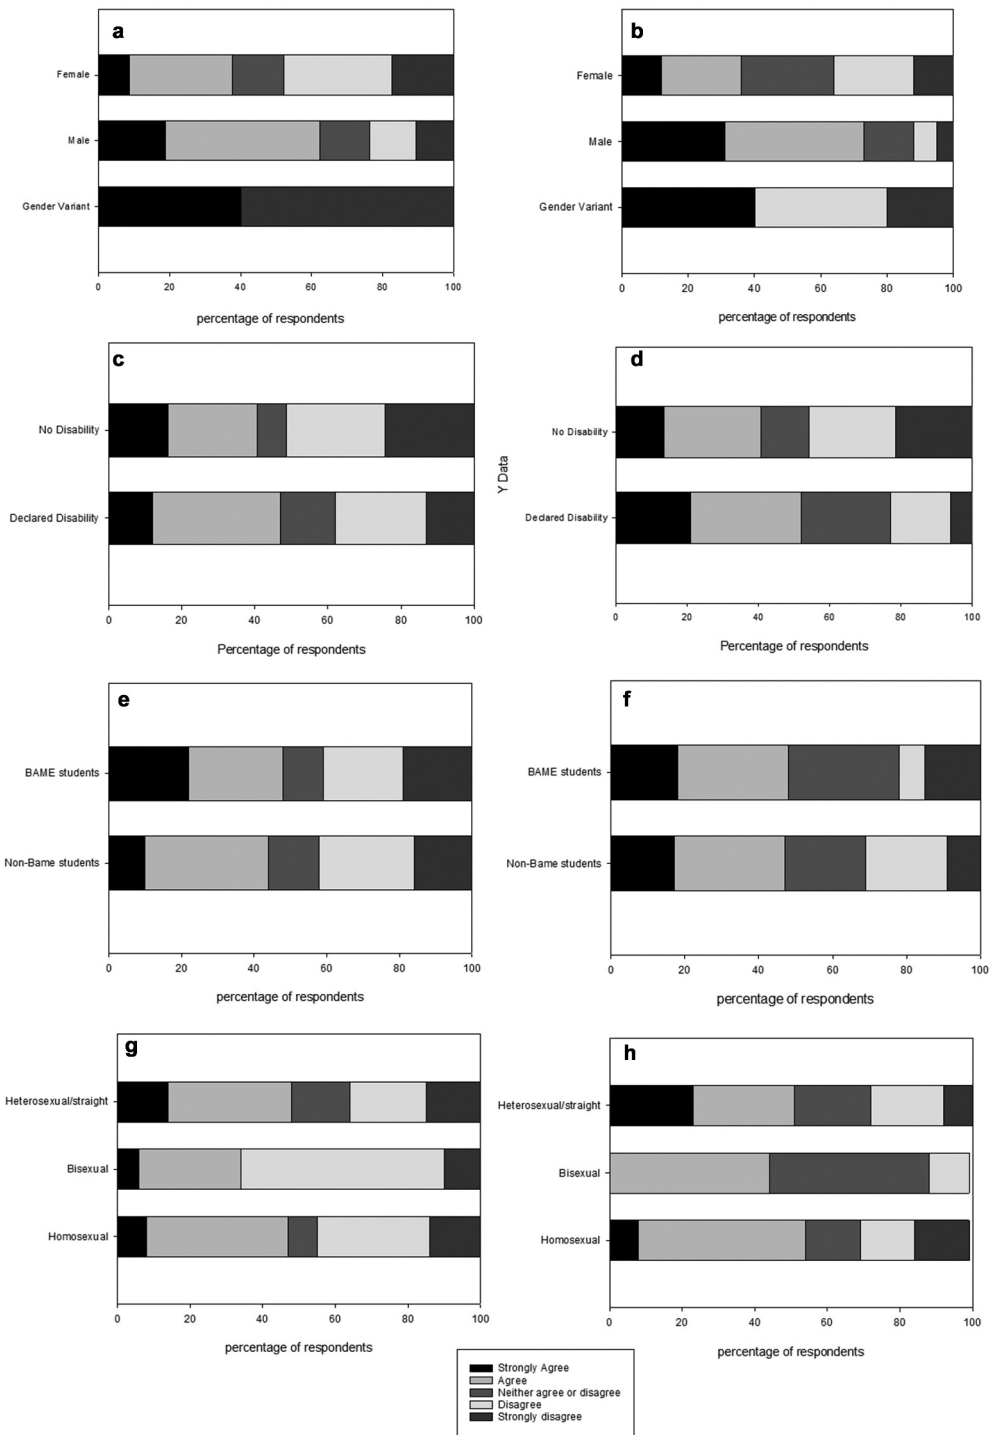 a
Female
Male
Gender Variant
0 20 40 60 80 100
percentage of respondents
b
Female
Male
Gender Variant
0 20 40 60 80 100
percentage of respondents
c
No Disability
Declared Disability
0 20 40 60 80 100
Percentage of respondents
d
Y Data
No Disability
Declared Disability
0 20 40 60 80 100
Percentage of respondents
e
BAME students
Non-Bame students
0 20 40 60 80 100
percentage of respondents
f
BAME students
Non-Bame students
0 20 40 60 80 100
percentage of respondents
g
Heterosexual/straight
Bisexual
Homosexual
0 20 40 60 80 100
percentage of respondents
h
Heterosexual/straight
Bisexual
Homosexual
0 20 40 60 80 100
percentage of respondents
Strongly Agree
Agree
Neither agree or disagree
Disagree
Strongly disagree